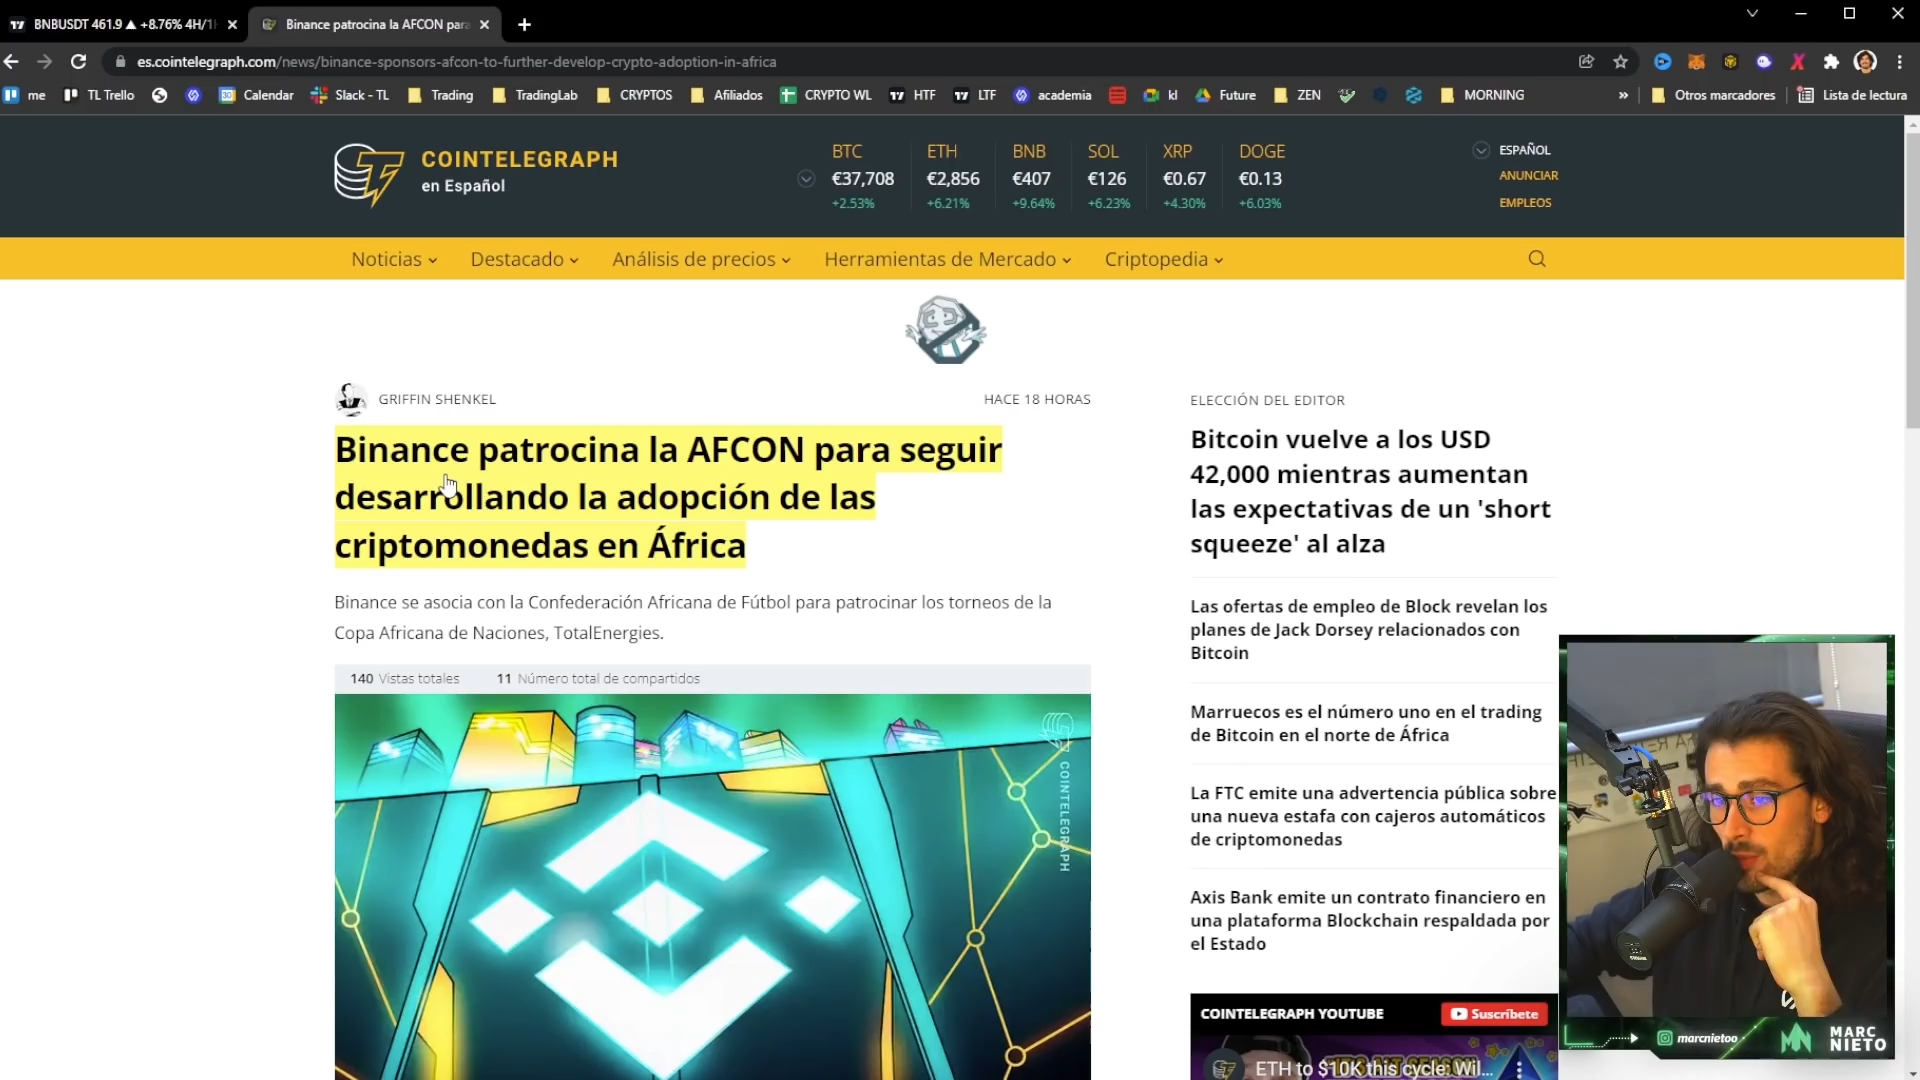 BNBUSDT 461.9 ▲ +8.76% 4H/1H
Binance patrocina la AFCON para
es.cointelegraph.com/news/binance-sponsors-afcon-to-further-develop-crypto-adoption-in-africa
me
TL Trello
Calendar
Slack - TL
Trading
TradingLab
CRYPTOS
Afiliados
CRYPTO WL
HTF
LTF
academia
kl
Future
ZEN
MORNING
»
Otros marcadores
Lista de lectura
COINTELEGRAPH
en Español
BTC
€37,708
+2.53%
ETH
€2,856
+6.21%
BNB
€407
+9.64%
SOL
€126
+6.23%
XRP
€0.67
+4.30%
DOGE
€0.13
+6.03%
ESPAÑOL
ANUNCIAR
EMPLEOS
Noticias
Destacado
Análisis de precios
Herramientas de Mercado
Criptopedia
GRIFFIN SHENKEL
HACE 18 HORAS
Binance patrocina la AFCON para seguir
desarrollando la adopción de las
criptomonedas en África
Binance se asocia con la Confederación Africana de Fútbol para patrocinar los torneos de la
Copa Africana de Naciones, TotalEnergies.
140 Vistas totales
11 Número total de compartidos
COINTELEGRAPH
ELECCIÓN DEL EDITOR
Bitcoin vuelve a los USD
42,000 mientras aumentan
las expectativas de un 'short
squeeze' al alza
Las ofertas de empleo de Block revelan los
planes de Jack Dorsey relacionados con
Bitcoin
Marruecos es el número uno en el trading
de Bitcoin en el norte de África
La FTC emite una advertencia pública sobre
una nueva estafa con cajeros automáticos
de criptomonedas
Axis Bank emite un contrato financiero en
una plataforma Blockchain respaldada por
el Estado
COINTELEGRAPH YOUTUBE
Suscríbete
ETH to $10K this cycle: Wil...
marcnietoo
MARC
NIETO